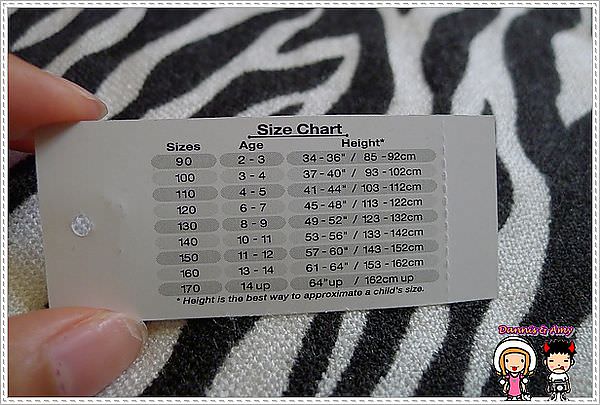 Size Chart
Sizes Age Height*
90 2 - 3 34 - 36" / 85 - 92cm
100 3 - 4 37 - 40" / 93 - 102cm
110 4 - 5 41 - 44" / 103 - 112cm
120 6 - 7 45 - 48" / 113 - 122cm
130 8 - 9 49 - 52" / 123 - 132cm
140 10 - 11 53 - 56" / 133 - 142cm
150 11 - 12 57 - 60" / 143 - 152cm
160 13 - 14 61 - 64" / 153 - 162cm
170 14 up 64"up / 162cm up
* Height is the best way to approximate a child's size.
Dannis & Amy